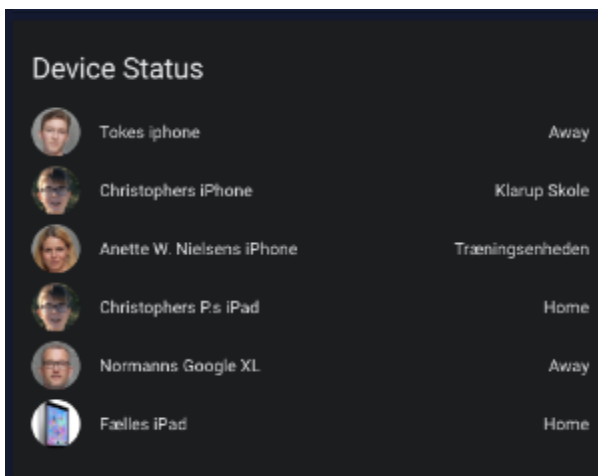 Device Status
Tokes iphone Away
Christophers iPhone Klarup Skole
Anette W. Nielsens iPhone Træningsenheden
Christophers P.s iPad Home
Normanns Google XL Away
Fælles iPad Home